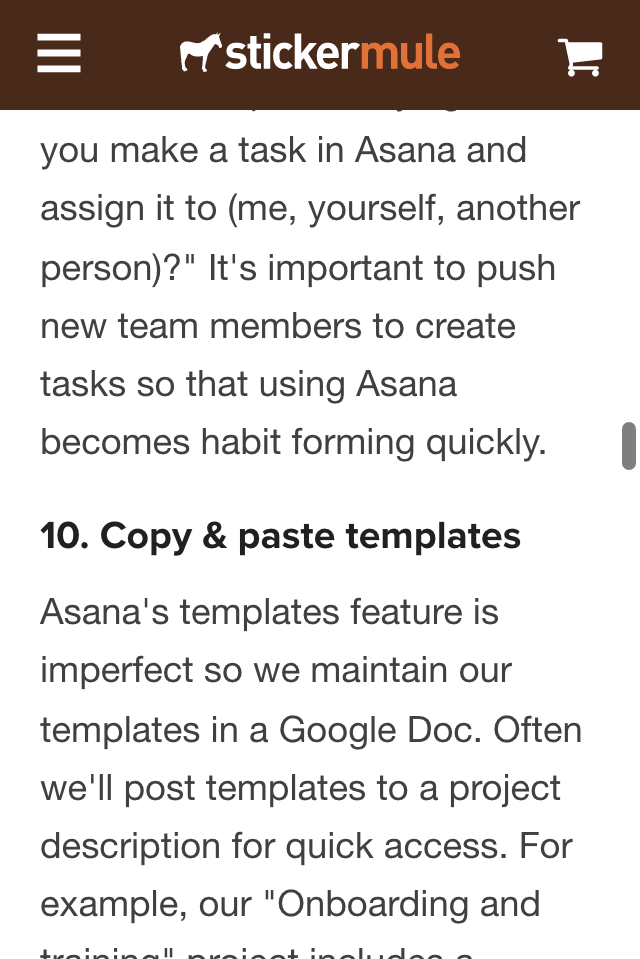 stickermule
you make a task in Asana and
assign it to (me, yourself, another
person)?" It's important to push
new team members to create
tasks so that using Asana
becomes habit forming quickly.
10. Copy & paste templates
Asana's templates feature is
imperfect so we maintain our
templates in a Google Doc. Often
we'll post templates to a project
description for quick access. For
example, our "Onboarding and
training" project includes a